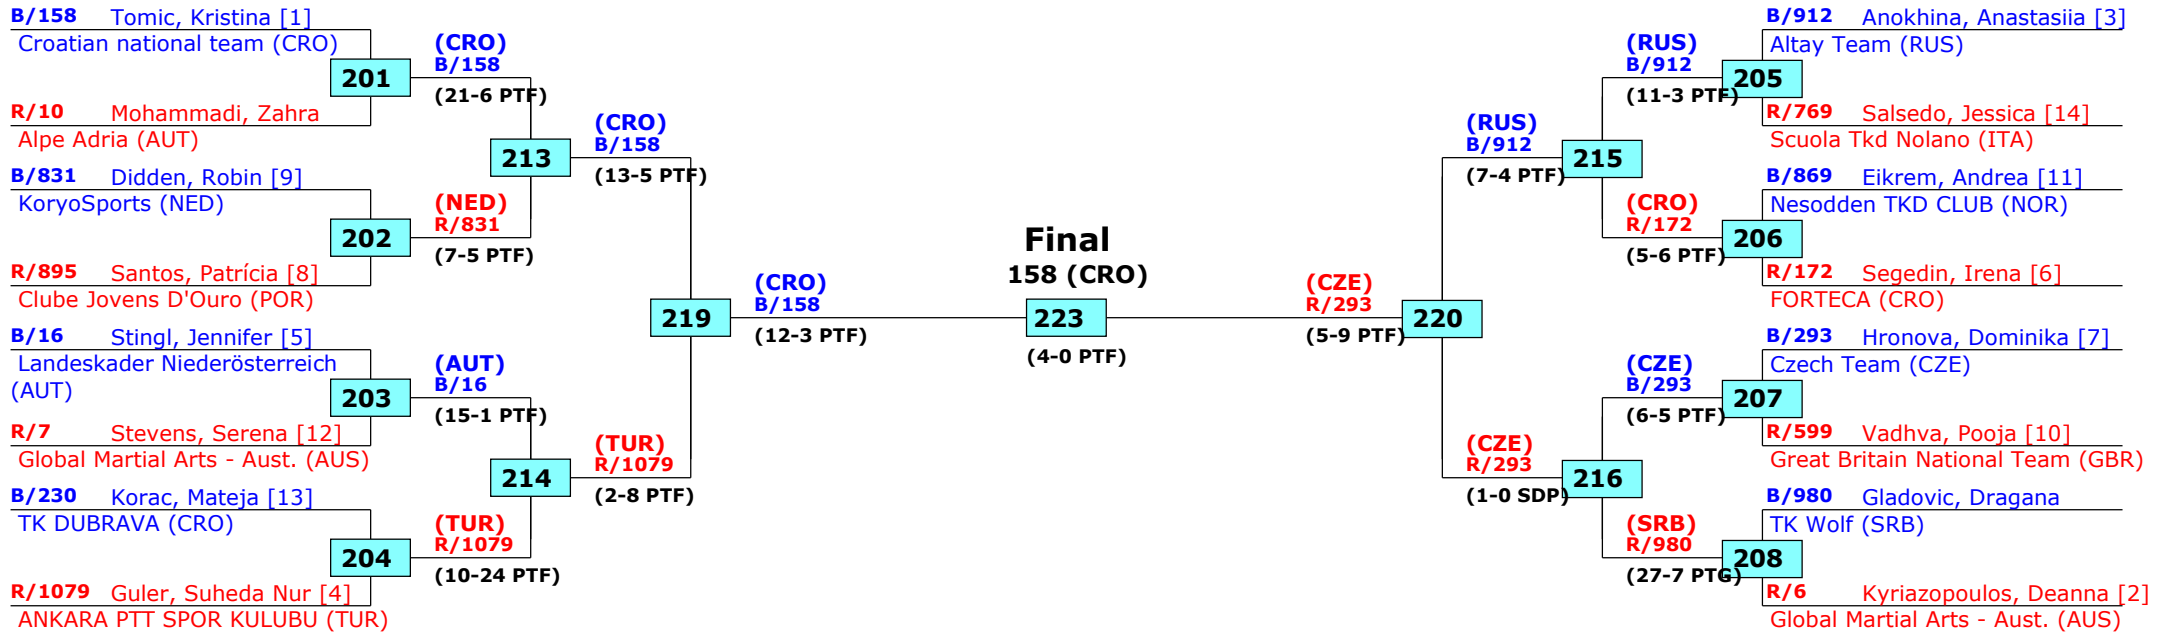 B/158 Tomic, Kristina [1]
Croatian national team (CRO)
201
R/10 Mohammadi, Zahra
Alpe Adria (AUT)
B/831 Didden, Robin [9]
KoryoSports (NED)
202
R/895 Santos, Patrícia [8]
Clube Jovens D'Ouro (POR)
B/16 Stingl, Jennifer [5]
Landeskader Niederösterreich
(AUT)
203
R/7 Stevens, Serena [12]
Global Martial Arts - Aust. (AUS)
B/230 Korac, Mateja [13]
TK DUBRAVA (CRO)
204
R/1079 Guler, Suheda Nur [4]
ANKARA PTT SPOR KULUBU (TUR)
(CRO)
B/158
(21-6 PTF)
213
(NED)
R/831
(7-5 PTF)
(AUT)
B/16
(15-1 PTF)
214
(TUR)
R/1079
(10-24 PTF)
(CRO)
B/158
(13-5 PTF)
219
(TUR)
R/1079
(2-8 PTF)
(CRO)
B/158
(12-3 PTF)
Final
158 (CRO)
223
(4-0 PTF)
(CZE)
R/293
(5-9 PTF)
220
(RUS)
B/912
(7-4 PTF)
215
(CZE)
R/293
(1-0 SDP)
216
(RUS)
B/912
(11-3 PTF)
(CRO)
R/172
(5-6 PTF)
(CZE)
B/293
(6-5 PTF)
(SRB)
R/980
(27-7 PTG)
B/912 Anokhina, Anastasiia [3]
Altay Team (RUS)
205
R/769 Salsedo, Jessica [14]
Scuola Tkd Nolano (ITA)
B/869 Eikrem, Andrea [11]
Nesodden TKD CLUB (NOR)
206
R/172 Segedin, Irena [6]
FORTECA (CRO)
B/293 Hronova, Dominika [7]
Czech Team (CZE)
207
R/599 Vadhva, Pooja [10]
Great Britain National Team (GBR)
B/980 Gladovic, Dragana
TK Wolf (SRB)
208
R/6 Kyriazopoulos, Deanna [2]
Global Martial Arts - Aust. (AUS)